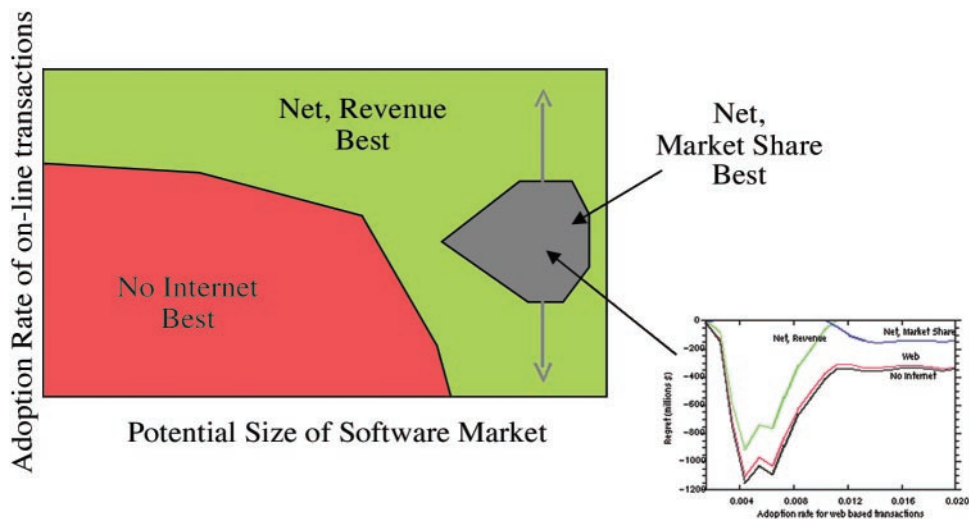 Adoption Rate of on-line transactions
Net, Revenue
Best
Net,
Market Share
Best
No Internet
Best
Potential Size of Software Market
0
-200
-400
-600
-800
-1000
-1200
Regret (millions $)
Net, Revenue
Net, Market Share
Web
No Internet
0.004
0.008
0.012
0.016
0.020
Adoption rate for web based transactions